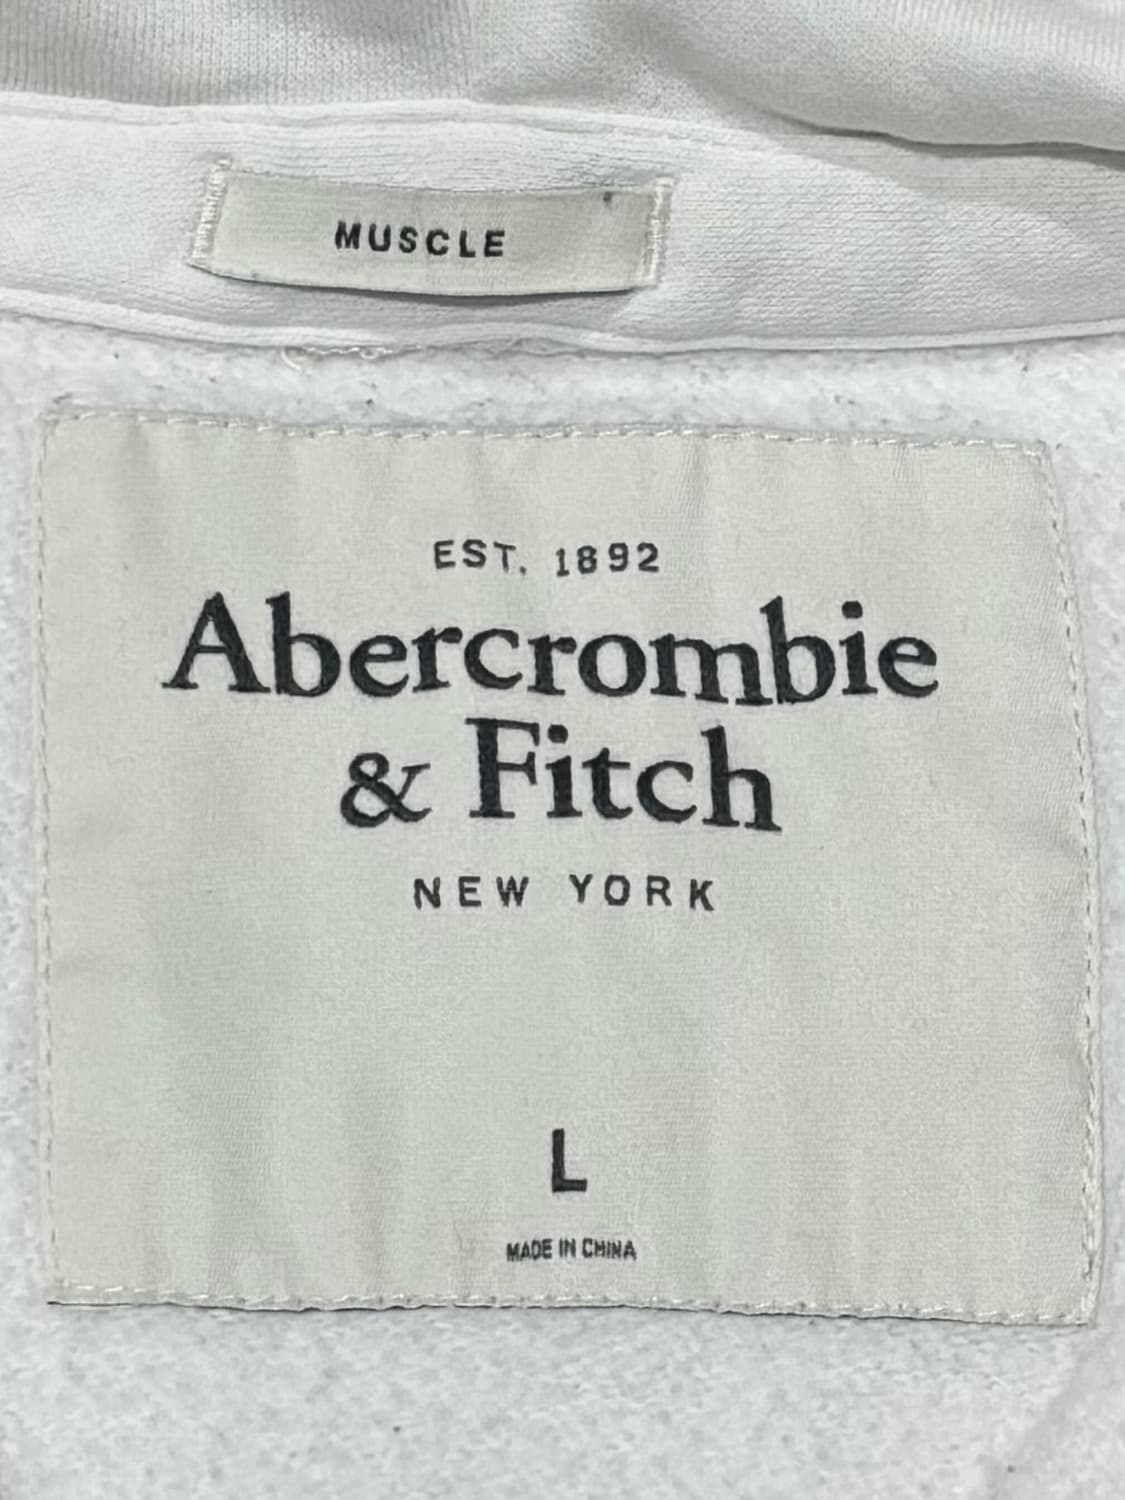 MUSCLE
EST. 1892
Abercrombie
& Fitch
NEW YORK
L
MADE IN CHINA